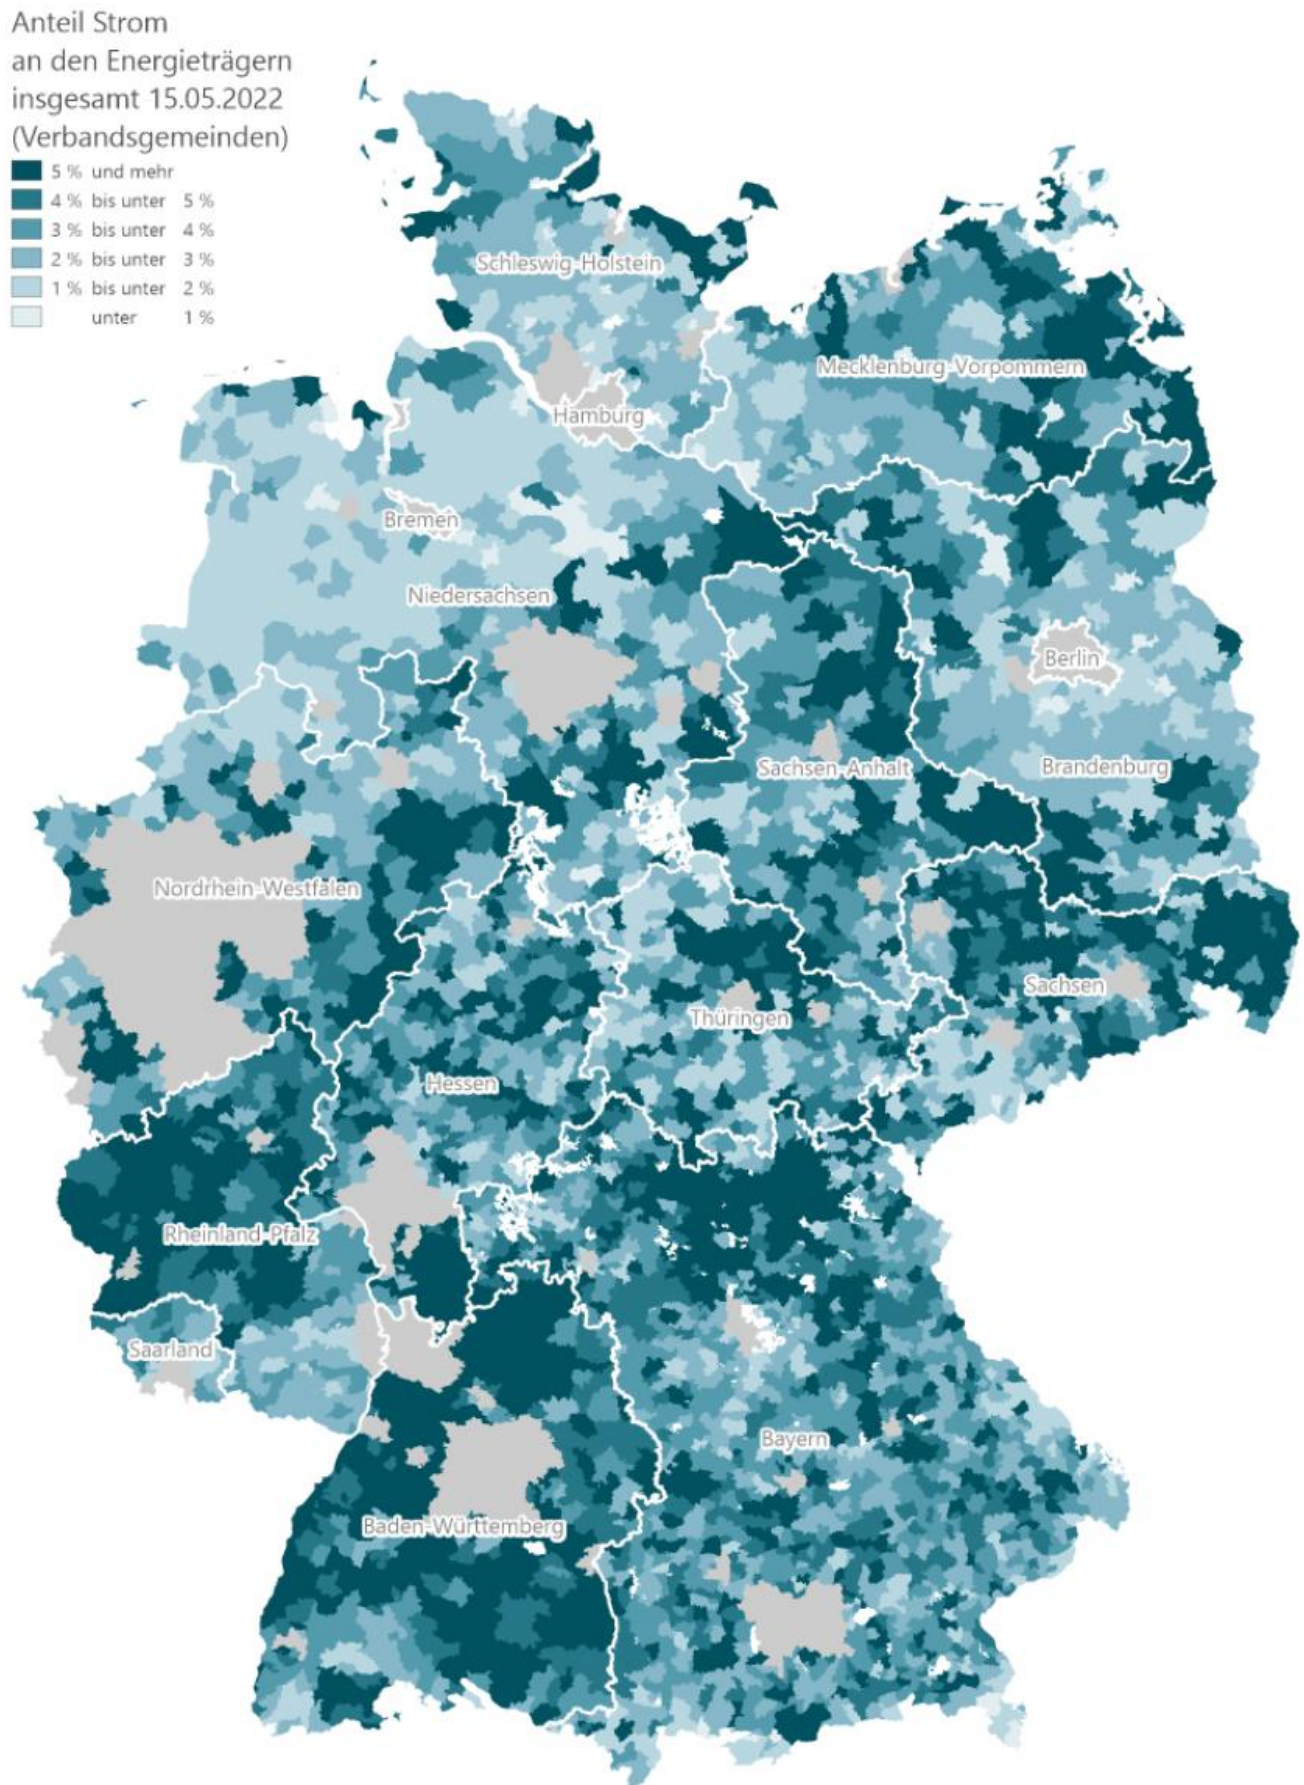 Anteil Strom
an den Energieträgern
insgesamt 15.05.2022
(Verbandsgemeinden)
5 % und mehr
4 % bis unter 5 %
3 % bis unter 4 %
2 % bis unter 3 %
1 % bis unter 2 %
unter 1 %
Schleswig-Holstein
Mecklenburg-Vorpommern
Hamburg
Bremen
Niedersachsen
Berlin
Sachsen-Anhalt
Brandenburg
Nordrhein-Westfalen
Sachsen
Thüringen
Hessen
Rheinland-Pfalz
Saarland
Bayern
Baden-Württemberg